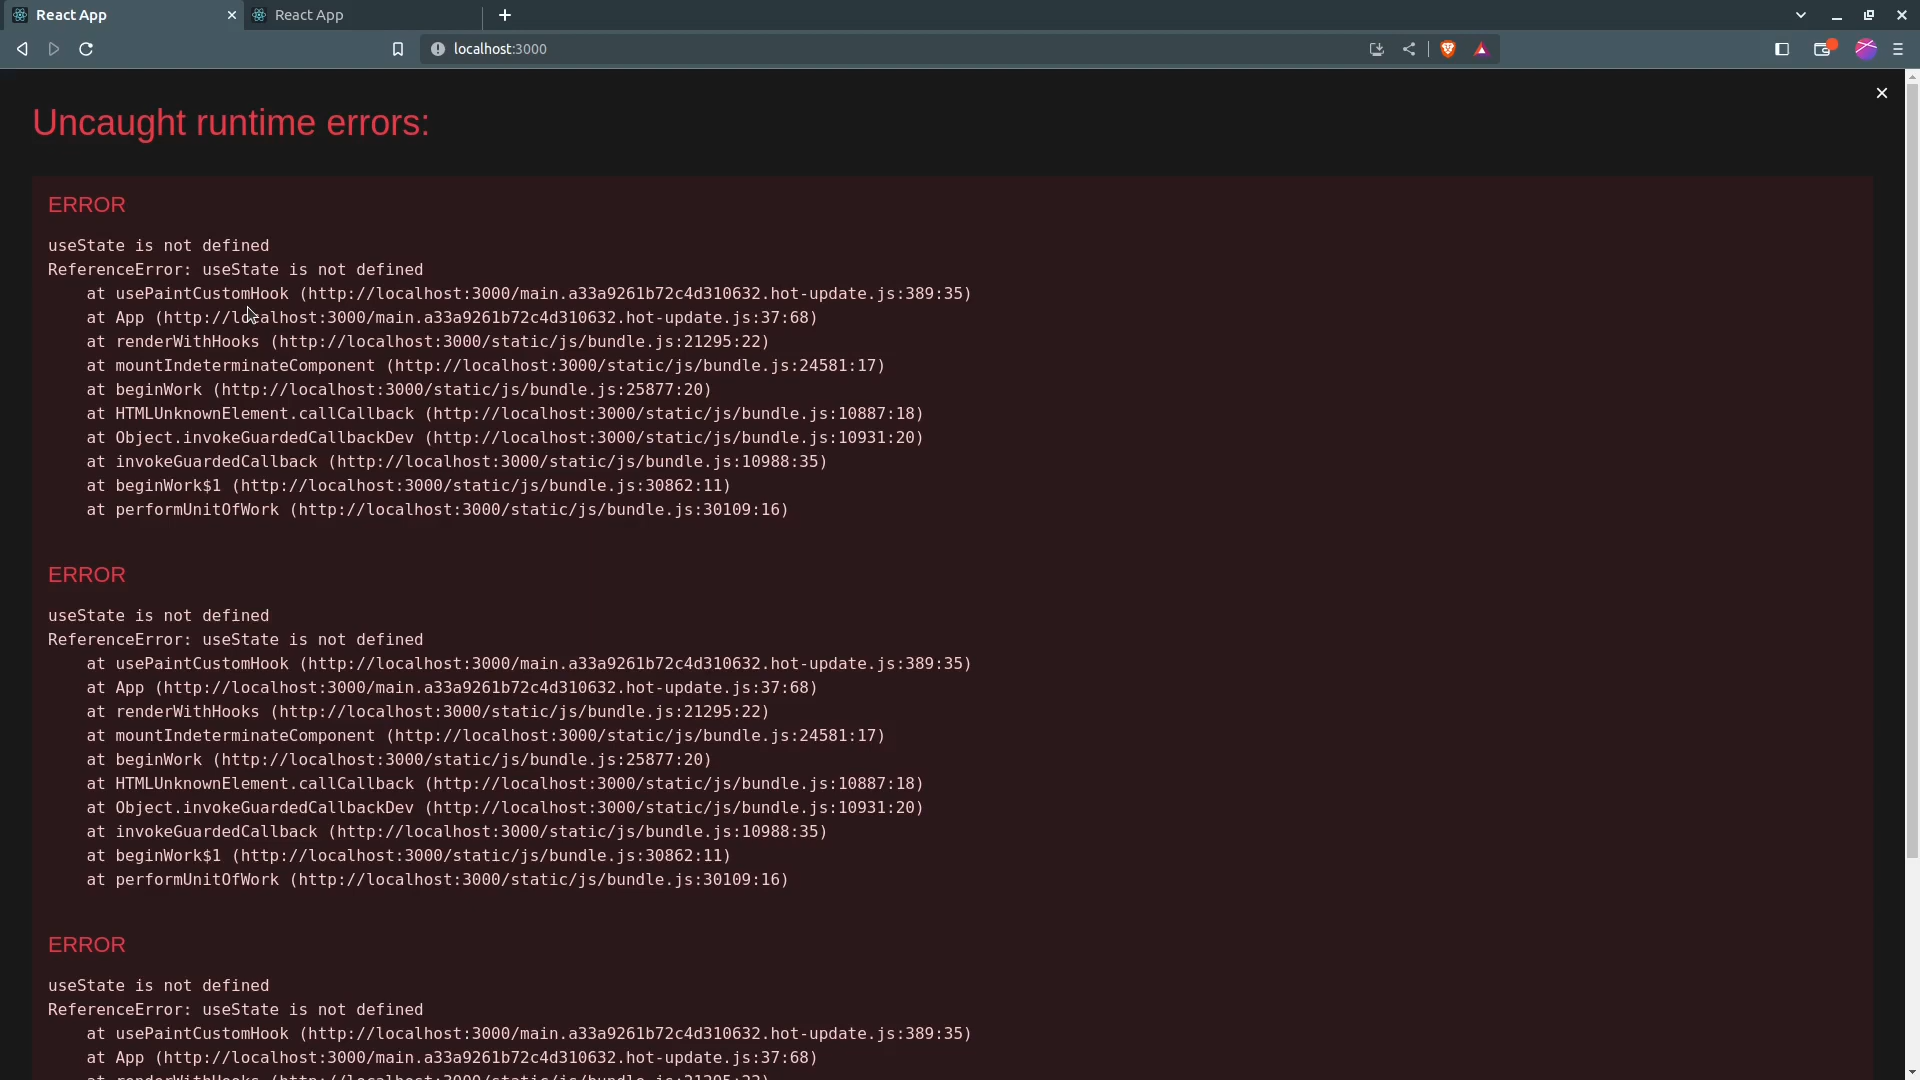 React App
React App
localhost:3000
Uncaught runtime errors:
ERROR
useState is not defined
ReferenceError: useState is not defined
    at usePaintCustomHook (http://localhost:3000/main.a33a9261b72c4d310632.hot-update.js:389:35)
    at App (http://localhost:3000/main.a33a9261b72c4d310632.hot-update.js:37:68)
    at renderWithHooks (http://localhost:3000/static/js/bundle.js:21295:22)
    at mountIndeterminateComponent (http://localhost:3000/static/js/bundle.js:24581:17)
    at beginWork (http://localhost:3000/static/js/bundle.js:25877:20)
    at HTMLUnknownElement.callCallback (http://localhost:3000/static/js/bundle.js:10887:18)
    at Object.invokeGuardedCallbackDev (http://localhost:3000/static/js/bundle.js:10931:20)
    at invokeGuardedCallback (http://localhost:3000/static/js/bundle.js:10988:35)
    at beginWork$1 (http://localhost:3000/static/js/bundle.js:30862:11)
    at performUnitOfWork (http://localhost:3000/static/js/bundle.js:30109:16)
ERROR
useState is not defined
ReferenceError: useState is not defined
    at usePaintCustomHook (http://localhost:3000/main.a33a9261b72c4d310632.hot-update.js:389:35)
    at App (http://localhost:3000/main.a33a9261b72c4d310632.hot-update.js:37:68)
    at renderWithHooks (http://localhost:3000/static/js/bundle.js:21295:22)
    at mountIndeterminateComponent (http://localhost:3000/static/js/bundle.js:24581:17)
    at beginWork (http://localhost:3000/static/js/bundle.js:25877:20)
    at HTMLUnknownElement.callCallback (http://localhost:3000/static/js/bundle.js:10887:18)
    at Object.invokeGuardedCallbackDev (http://localhost:3000/static/js/bundle.js:10931:20)
    at invokeGuardedCallback (http://localhost:3000/static/js/bundle.js:10988:35)
    at beginWork$1 (http://localhost:3000/static/js/bundle.js:30862:11)
    at performUnitOfWork (http://localhost:3000/static/js/bundle.js:30109:16)
ERROR
useState is not defined
ReferenceError: useState is not defined
    at usePaintCustomHook (http://localhost:3000/main.a33a9261b72c4d310632.hot-update.js:389:35)
    at App (http://localhost:3000/main.a33a9261b72c4d310632.hot-update.js:37:68)
    at renderWithHooks (http://localhost:3000/static/js/bundle.js:21295:22)